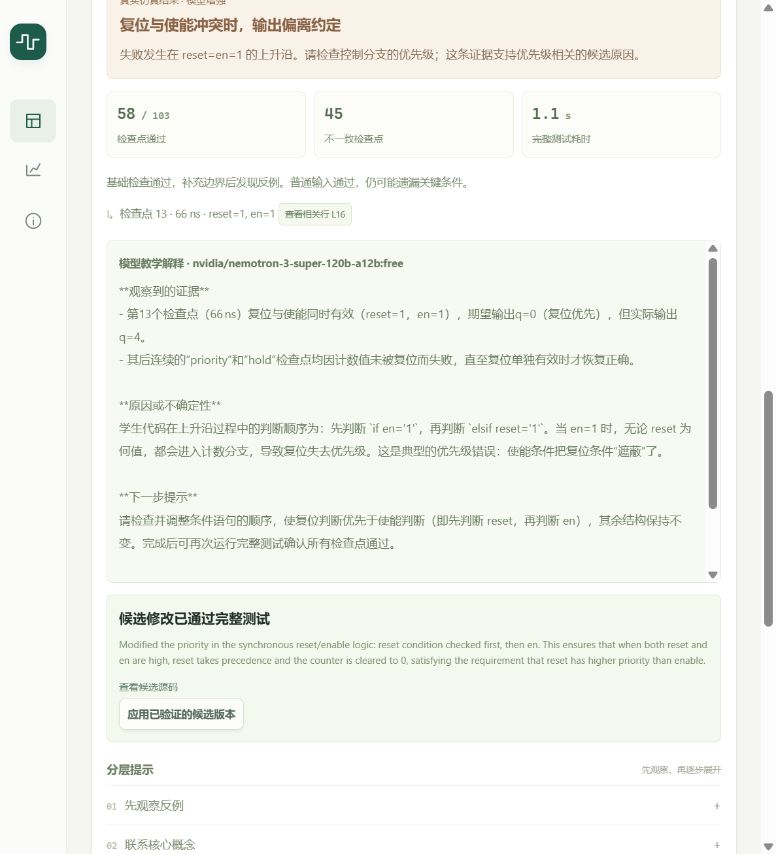 真实仿真结果 · 模型增强
复位与使能冲突时，输出偏离约定
失败发生在 reset=en=1 的上升沿。请检查控制分支的优先级；这条证据支持优先级相关的候选原因。
58 / 103
检查点通过
45
不一致检查点
1.1 s
完整测试耗时
基础检查通过，补充边界后发现反例。普通输入通过，仍可能遗漏关键条件。
↳ 检查点 13 · 66 ns · reset=1, en=1 查看相关行 L16
模型教学解释 · nvidia/nemotron-3-super-120b-a12b:free
**观察到的证据**
- 第13个检查点（66 ns）复位与使能同时有效（reset=1，en=1），期望输出q=0（复位优先），但实际输出
q=4。
- 其后连续的“priority”和“hold”检查点均因计数值未被复位而失败，直至复位单独有效时才恢复正确。
**原因或不确定性**
学生代码在上升沿过程中的判断顺序为：先判断 `if en='1'`，再判断 `elsif reset='1'`。当 en=1 时，无论 reset 为
何值，都会进入计数分支，导致复位失去优先级。这是典型的优先级错误：使能条件把复位条件“遮蔽”了。
**下一步提示**
请检查并调整条件语句的顺序，使复位判断优先于使能判断（即先判断 reset，再判断 en），其余结构保持不
变。完成后可再次运行完整测试确认所有检查点通过。
候选修改已通过完整测试
Modified the priority in the synchronous reset/enable logic: reset condition checked first, then en. This ensures that when both reset and
en are high, reset takes precedence and the counter is cleared to 0, satisfying the requirement that reset has higher priority than enable.
查看候选源码
应用已验证的候选版本
分层提示
先观察，再逐步展开
01 先观察反例 +
02 联系核心概念 +